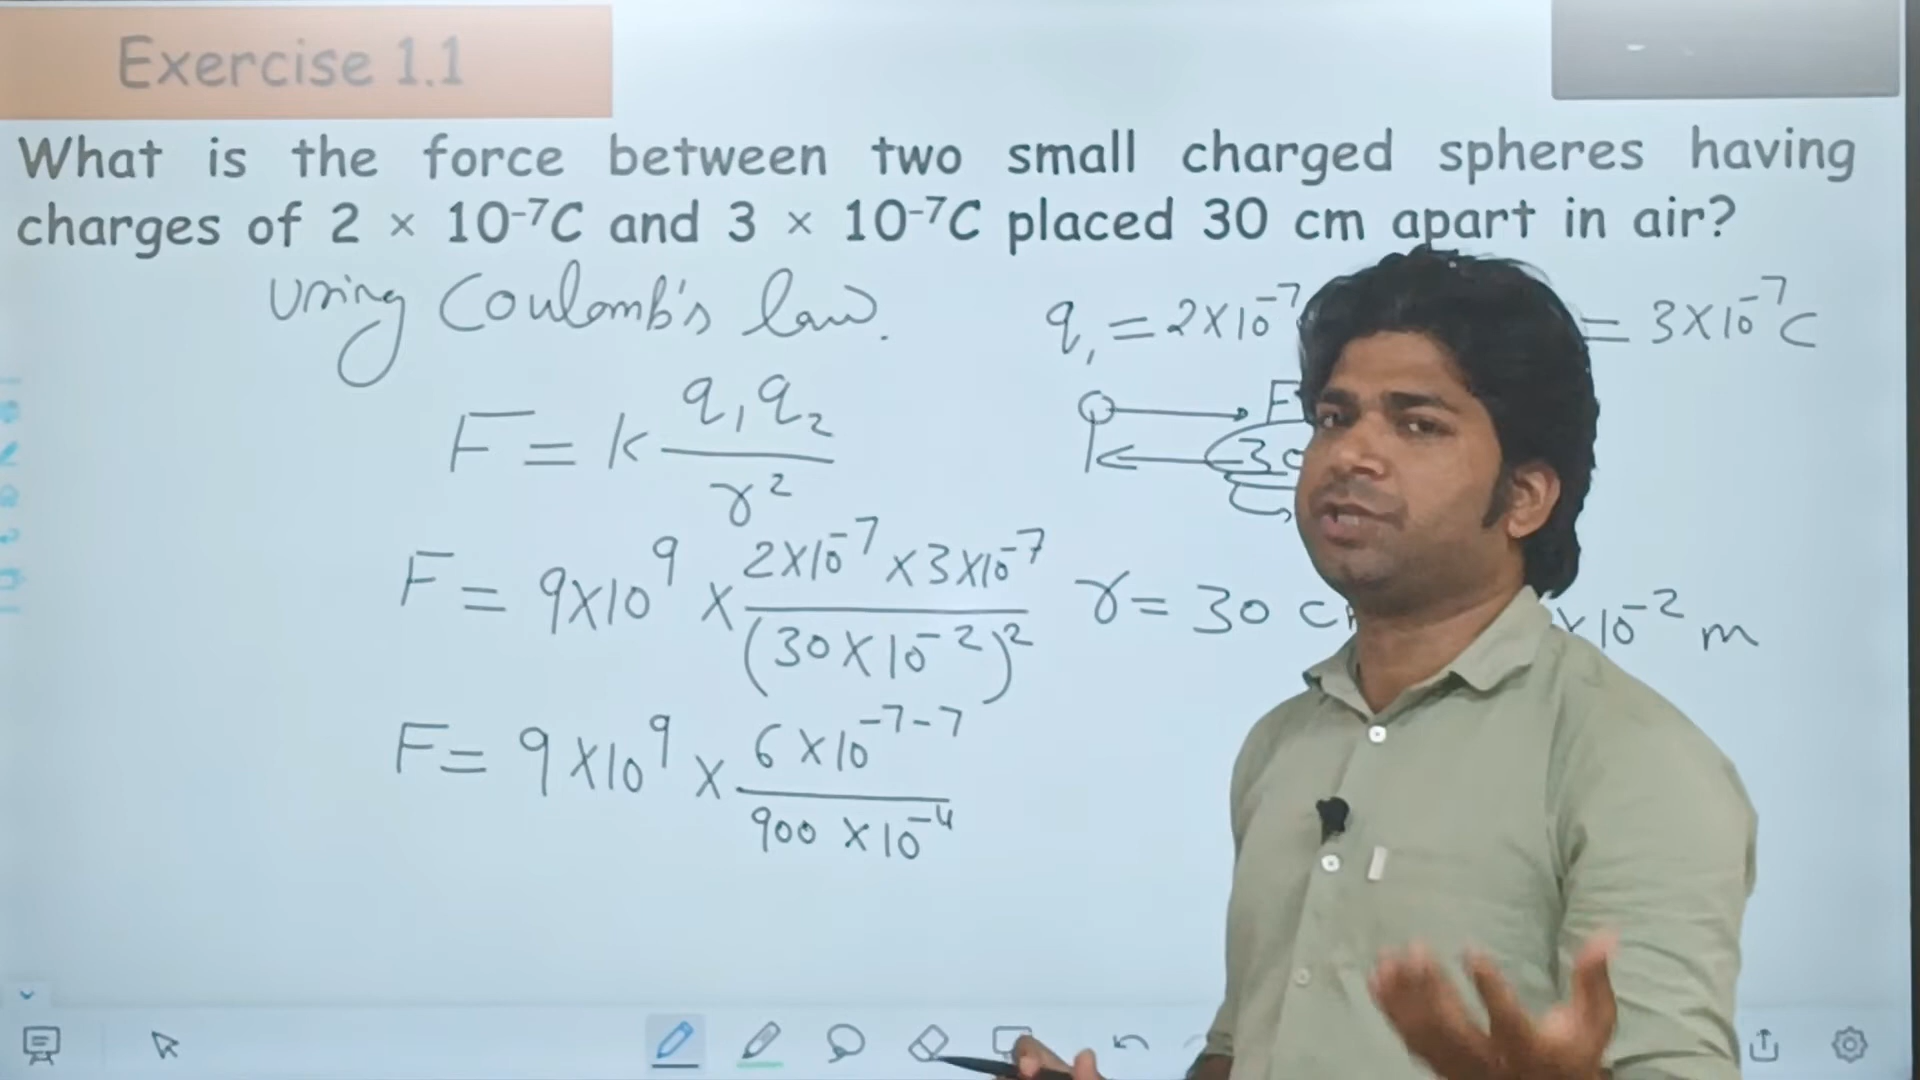 Exercise 1.1
What is the force between two small charged spheres having
charges of 2 × 10⁻⁷C and 3 × 10⁻⁷C placed 30 cm apart in air?
Using Coulomb's law.
q₁ = 2×10⁻⁷
= 3×10⁻⁷C
F = k q₁q₂ / r²
F
30
F = 9×10⁹ × 2×10⁻⁷ × 3×10⁻⁷ / (30×10⁻²)²
r = 30 c
×10⁻² m
F = 9×10⁹ × 6×10⁻⁷⁻⁷ / 900 ×10⁻⁴